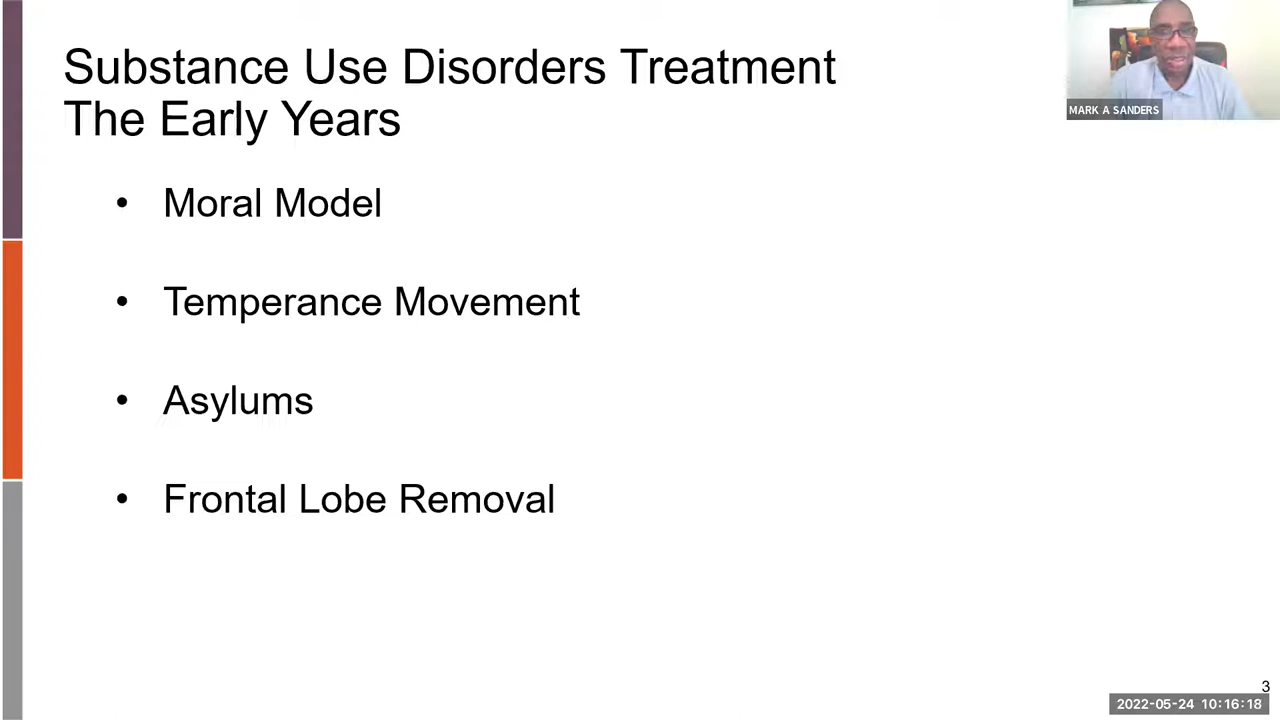 Substance Use Disorders Treatment
The Early Years
MARK A SANDERS
• Moral Model
• Temperance Movement
• Asylums
• Frontal Lobe Removal
3
2022-05-24 10:16:18